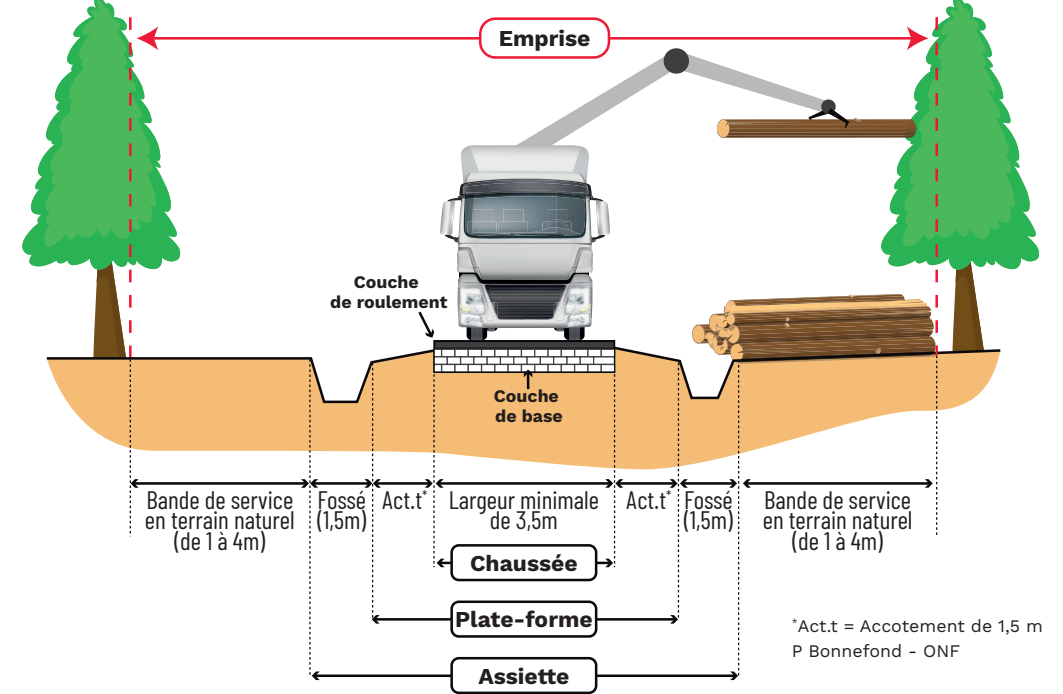 Emprise
Couche
de roulement
Couche
de base
Bande de service
en terrain naturel
(de 1 à 4m)
Fossé
(1,5m)
Act.t*
Largeur minimale
de 3,5m
Act.t*
Fossé
(1,5m)
Bande de service
en terrain naturel
(de 1 à 4m)
Chaussée
Plate-forme
Assiette
*Act.t = Accotement de 1,5 m
P Bonnefond - ONF